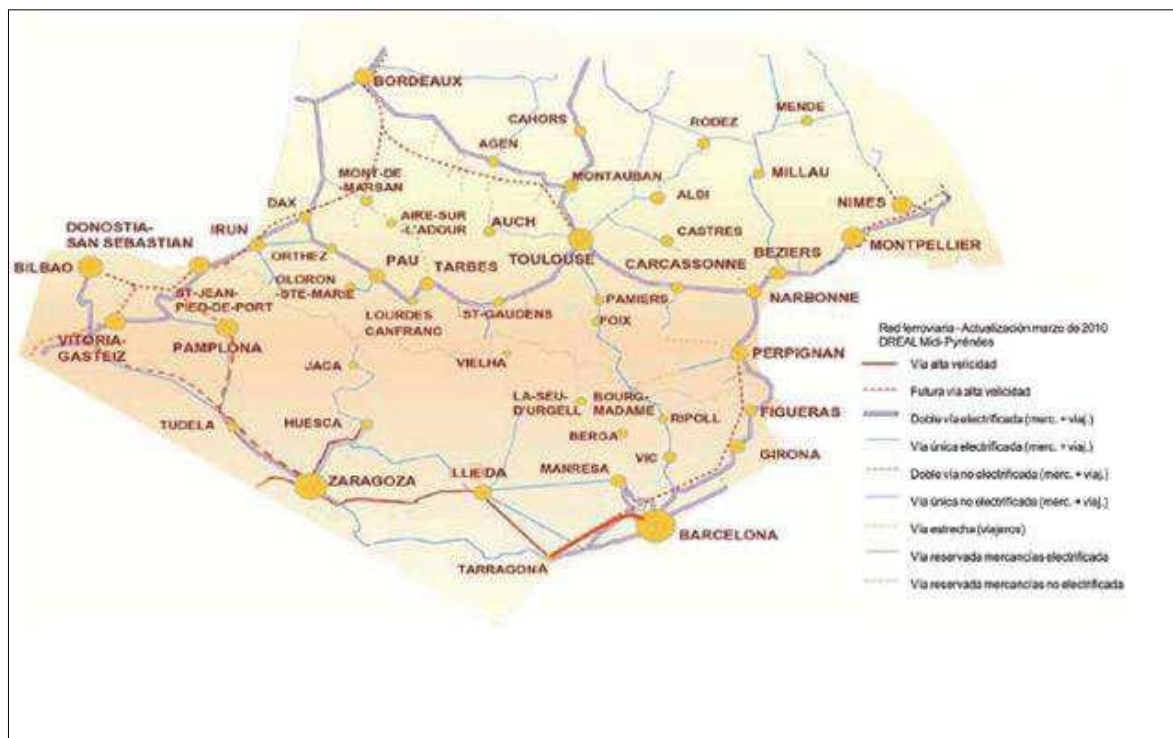 BORDEAUX
MENDE
CAHORS
RODEZ
AGEN
MILLAU
MONT-DE
-MARSAN
MONTAUBAN
ALDI
NIMES
DAX
AIRE-SUR
-L'ADOUR
AUCH
DONOSTIA-
SAN SEBASTIAN
IRUN
CASTRES
MONTPELLIER
ORTHEZ
PAU
TARBES
TOULOUSE
CARCASSONNE
BEZIERS
BILBAO
ST-JEAN-
PIED-DE-PORT
OLORON
-STE-MARIE
PAMIERS
NARBONNE
LOURDES
CANFRANC
ST-GAUDENS
FOIX
VITORIA-
GASTEIZ
PAMPLONA
PERPIGNAN
JACA
VIELHA
LA-SEU-
D'URGELL
BOURG-
MADAME
FIGUERAS
TUDELA
HUESCA
RIPOLL
BERGA
GIRONA
VIC
ZARAGOZA
LLEIDA
MANRESA
BARCELONA
TARRAGONA
Red ferroviaria - Actualización marzo de 2010
DREAL Midi-Pyrénées
Vía alta velicidad
Futura vía alta velicidad
Doble vía electrificada (merc. + viaj.)
Vía única electrificada (merc. + viaj.)
Doble vía no electrificada (merc. + viaj.)
Vía única no electrificada (merc. + viaj.)
Vía estrecha (viajeros)
Vía reservada mercancías electrificada
Vía reservada mercancías no electrificada